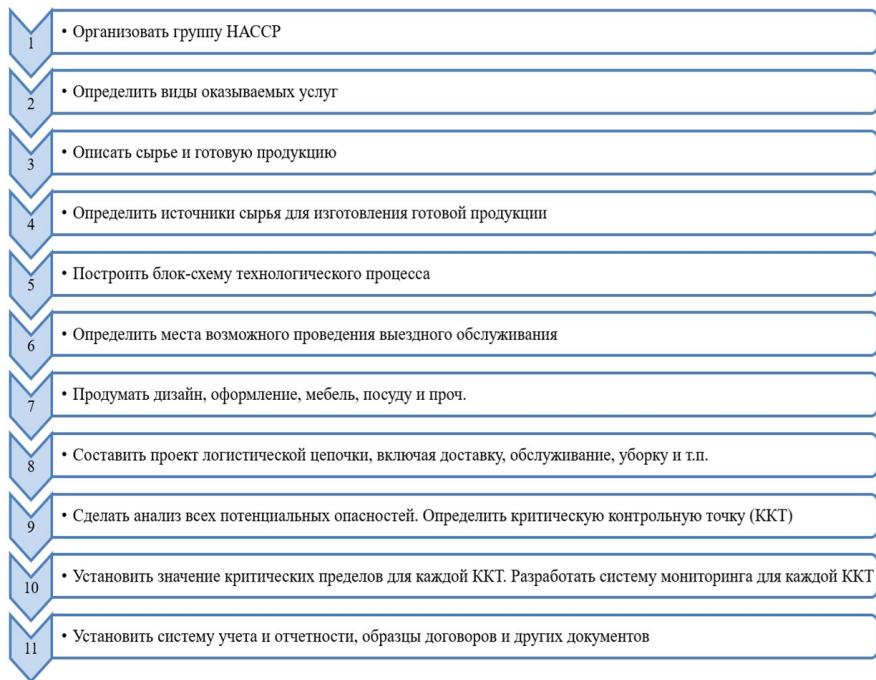 1
• Организовать группу НАССР
2
• Определить виды оказываемых услуг
3
• Описать сырье и готовую продукцию
4
• Определить источники сырья для изготовления готовой продукции
5
• Построить блок-схему технологического процесса
6
• Определить места возможного проведения выездного обслуживания
7
• Продумать дизайн, оформление, мебель, посуду и проч.
8
• Составить проект логистической цепочки, включая доставку, обслуживание, уборку и т.п.
9
• Сделать анализ всех потенциальных опасностей. Определить критическую контрольную точку (ККТ)
10
• Установить значение критических пределов для каждой ККТ. Разработать систему мониторинга для каждой ККТ
11
• Установить систему учета и отчетности, образцы договоров и других документов